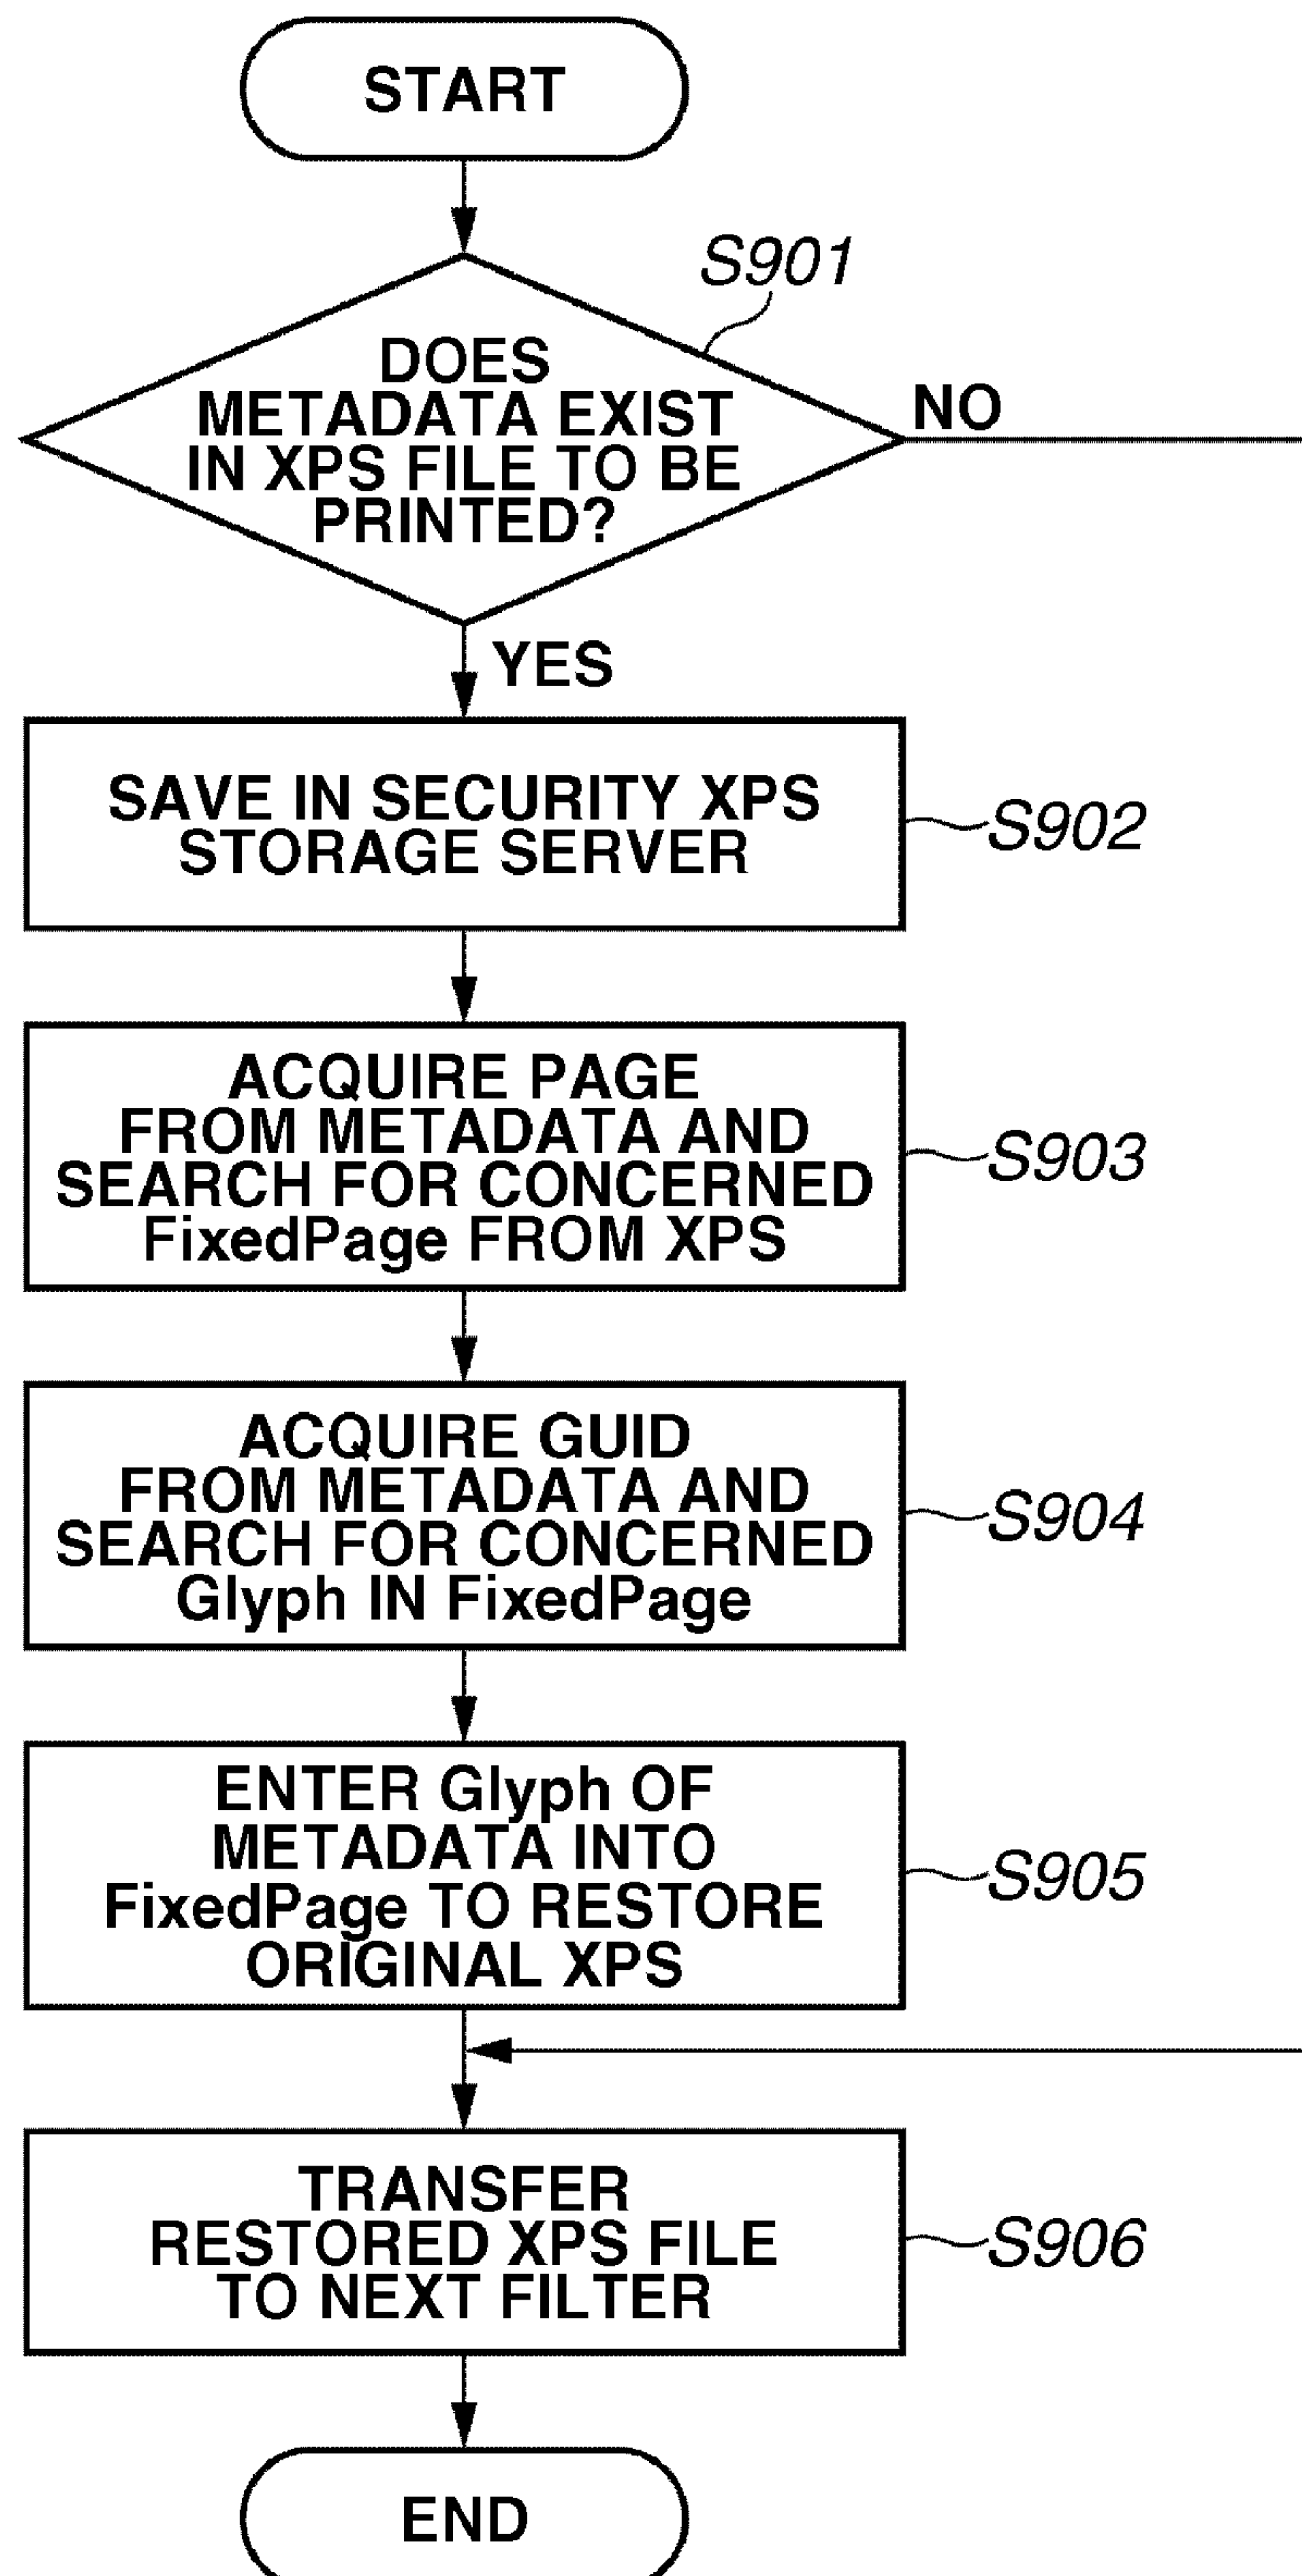 START
S901
DOES
METADATA EXIST
IN XPS FILE TO BE
PRINTED?
NO
YES
SAVE IN SECURITY XPS
STORAGE SERVER
S902
ACQUIRE PAGE
FROM METADATA AND
SEARCH FOR CONCERNED
FixedPage FROM XPS
S903
ACQUIRE GUID
FROM METADATA AND
SEARCH FOR CONCERNED
Glyph IN FixedPage
S904
ENTER Glyph OF
METADATA INTO
FixedPage TO RESTORE
ORIGINAL XPS
S905
TRANSFER
RESTORED XPS FILE
TO NEXT FILTER
S906
END